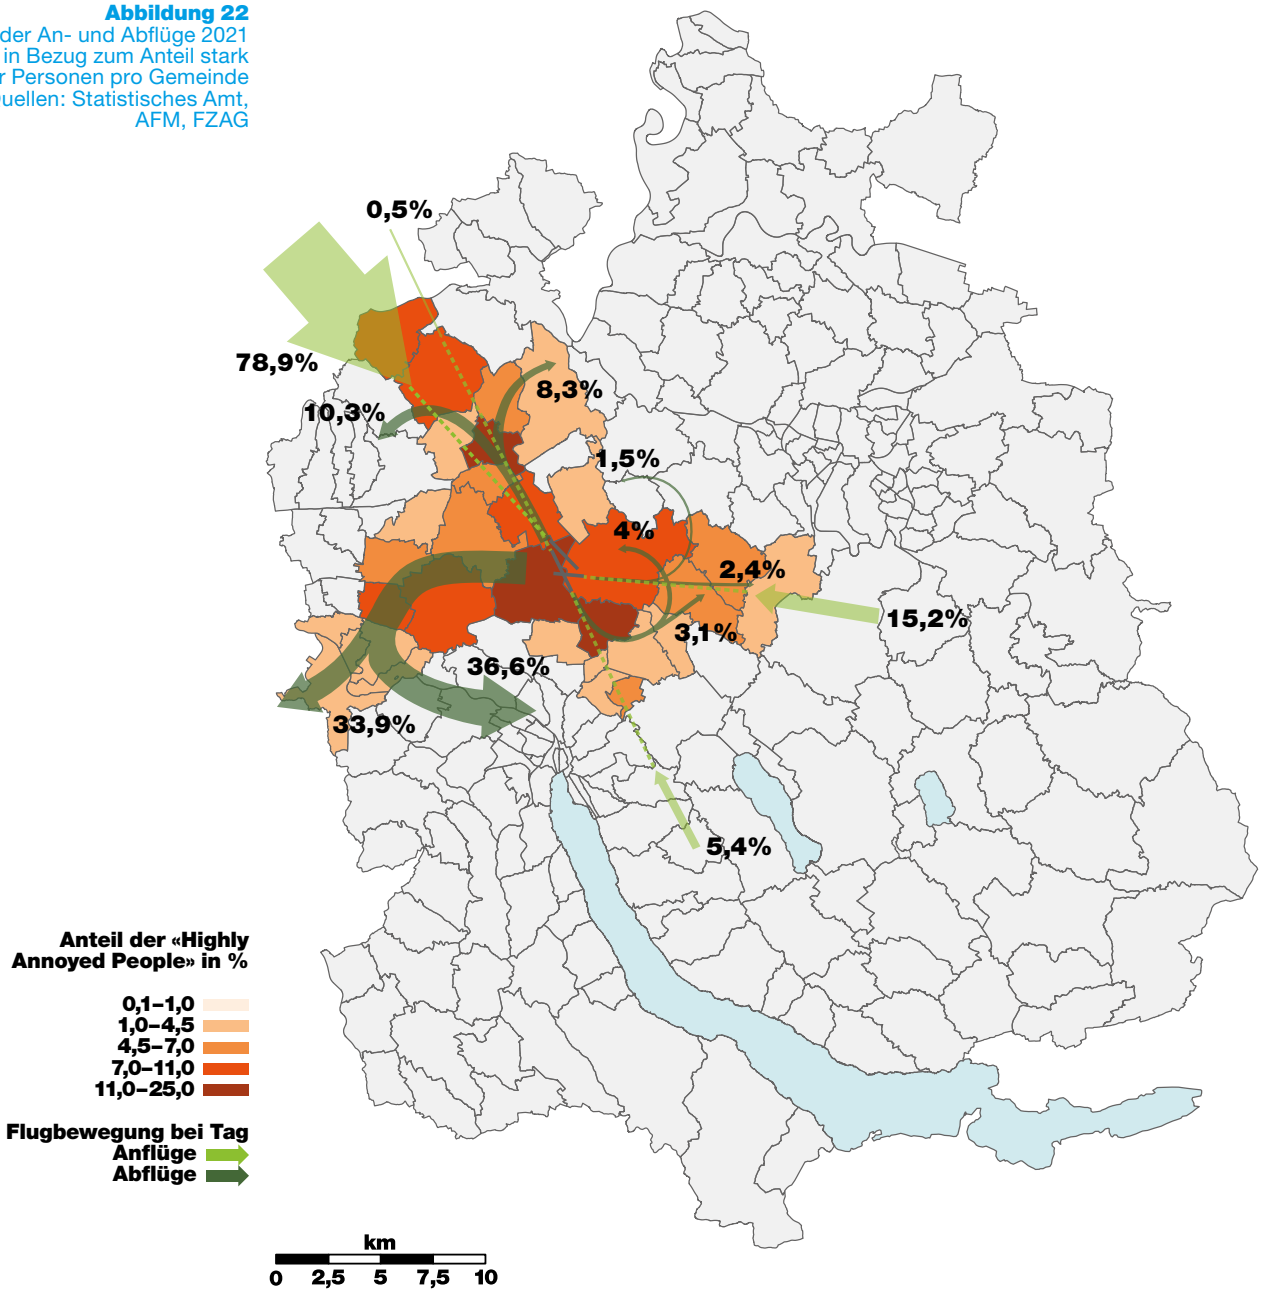 Abbildung 22
der An- und Abflüge 2021
in Bezug zum Anteil stark
Personen pro Gemeinde
Statistisches Amt,
AFM, FZAG
0,5%
78,9%
8,3%
10,3%
1,5%
4%
2,4%
15,2%
3,1%
36,6%
33,9%
5,4%
Anteil der «Highly
Annoyed People» in %
0,1–1,0
1,0–4,5
4,5–7,0
7,0–11,0
11,0–25,0
Flugbewegung bei Tag
Anflüge
Abflüge
km
0 2,5 5 7,5 10